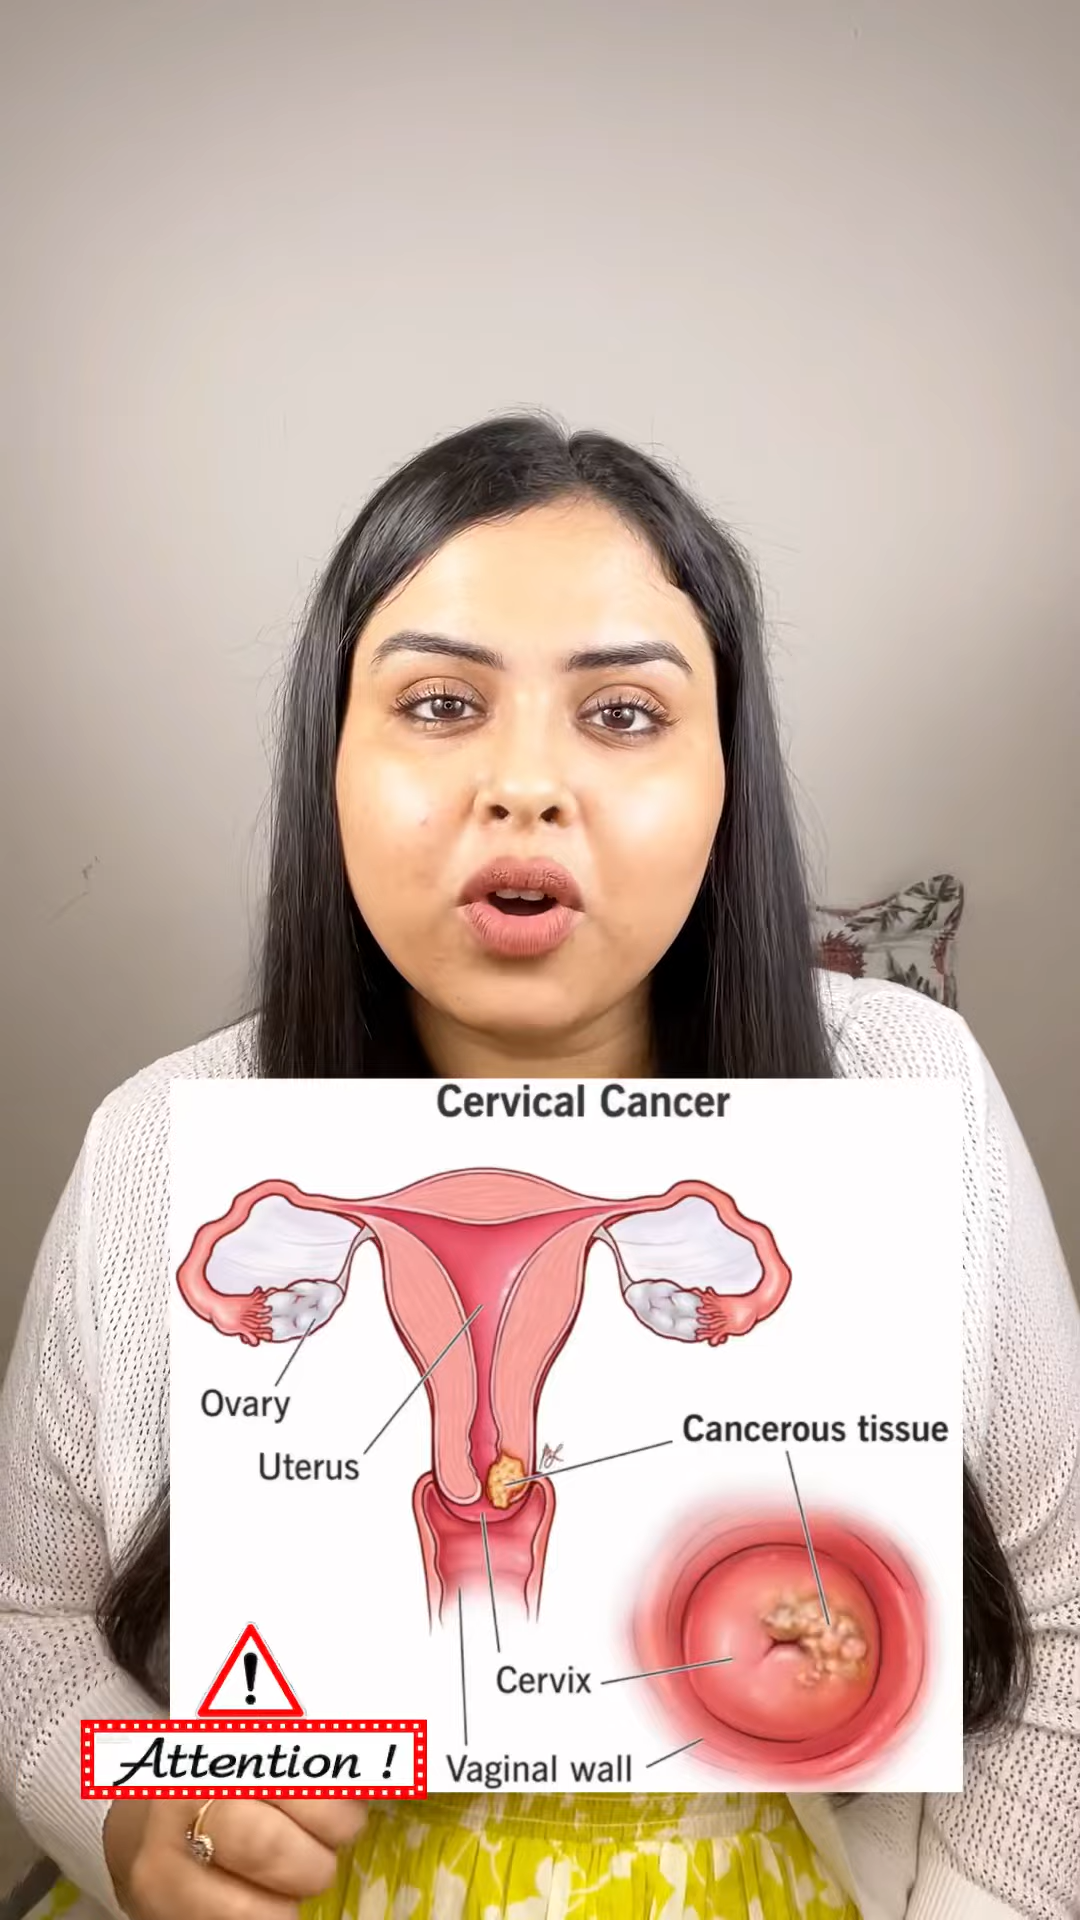 Cervical Cancer
Ovary
Uterus
Cancerous tissue
Cervix
Vaginal wall
Attention !